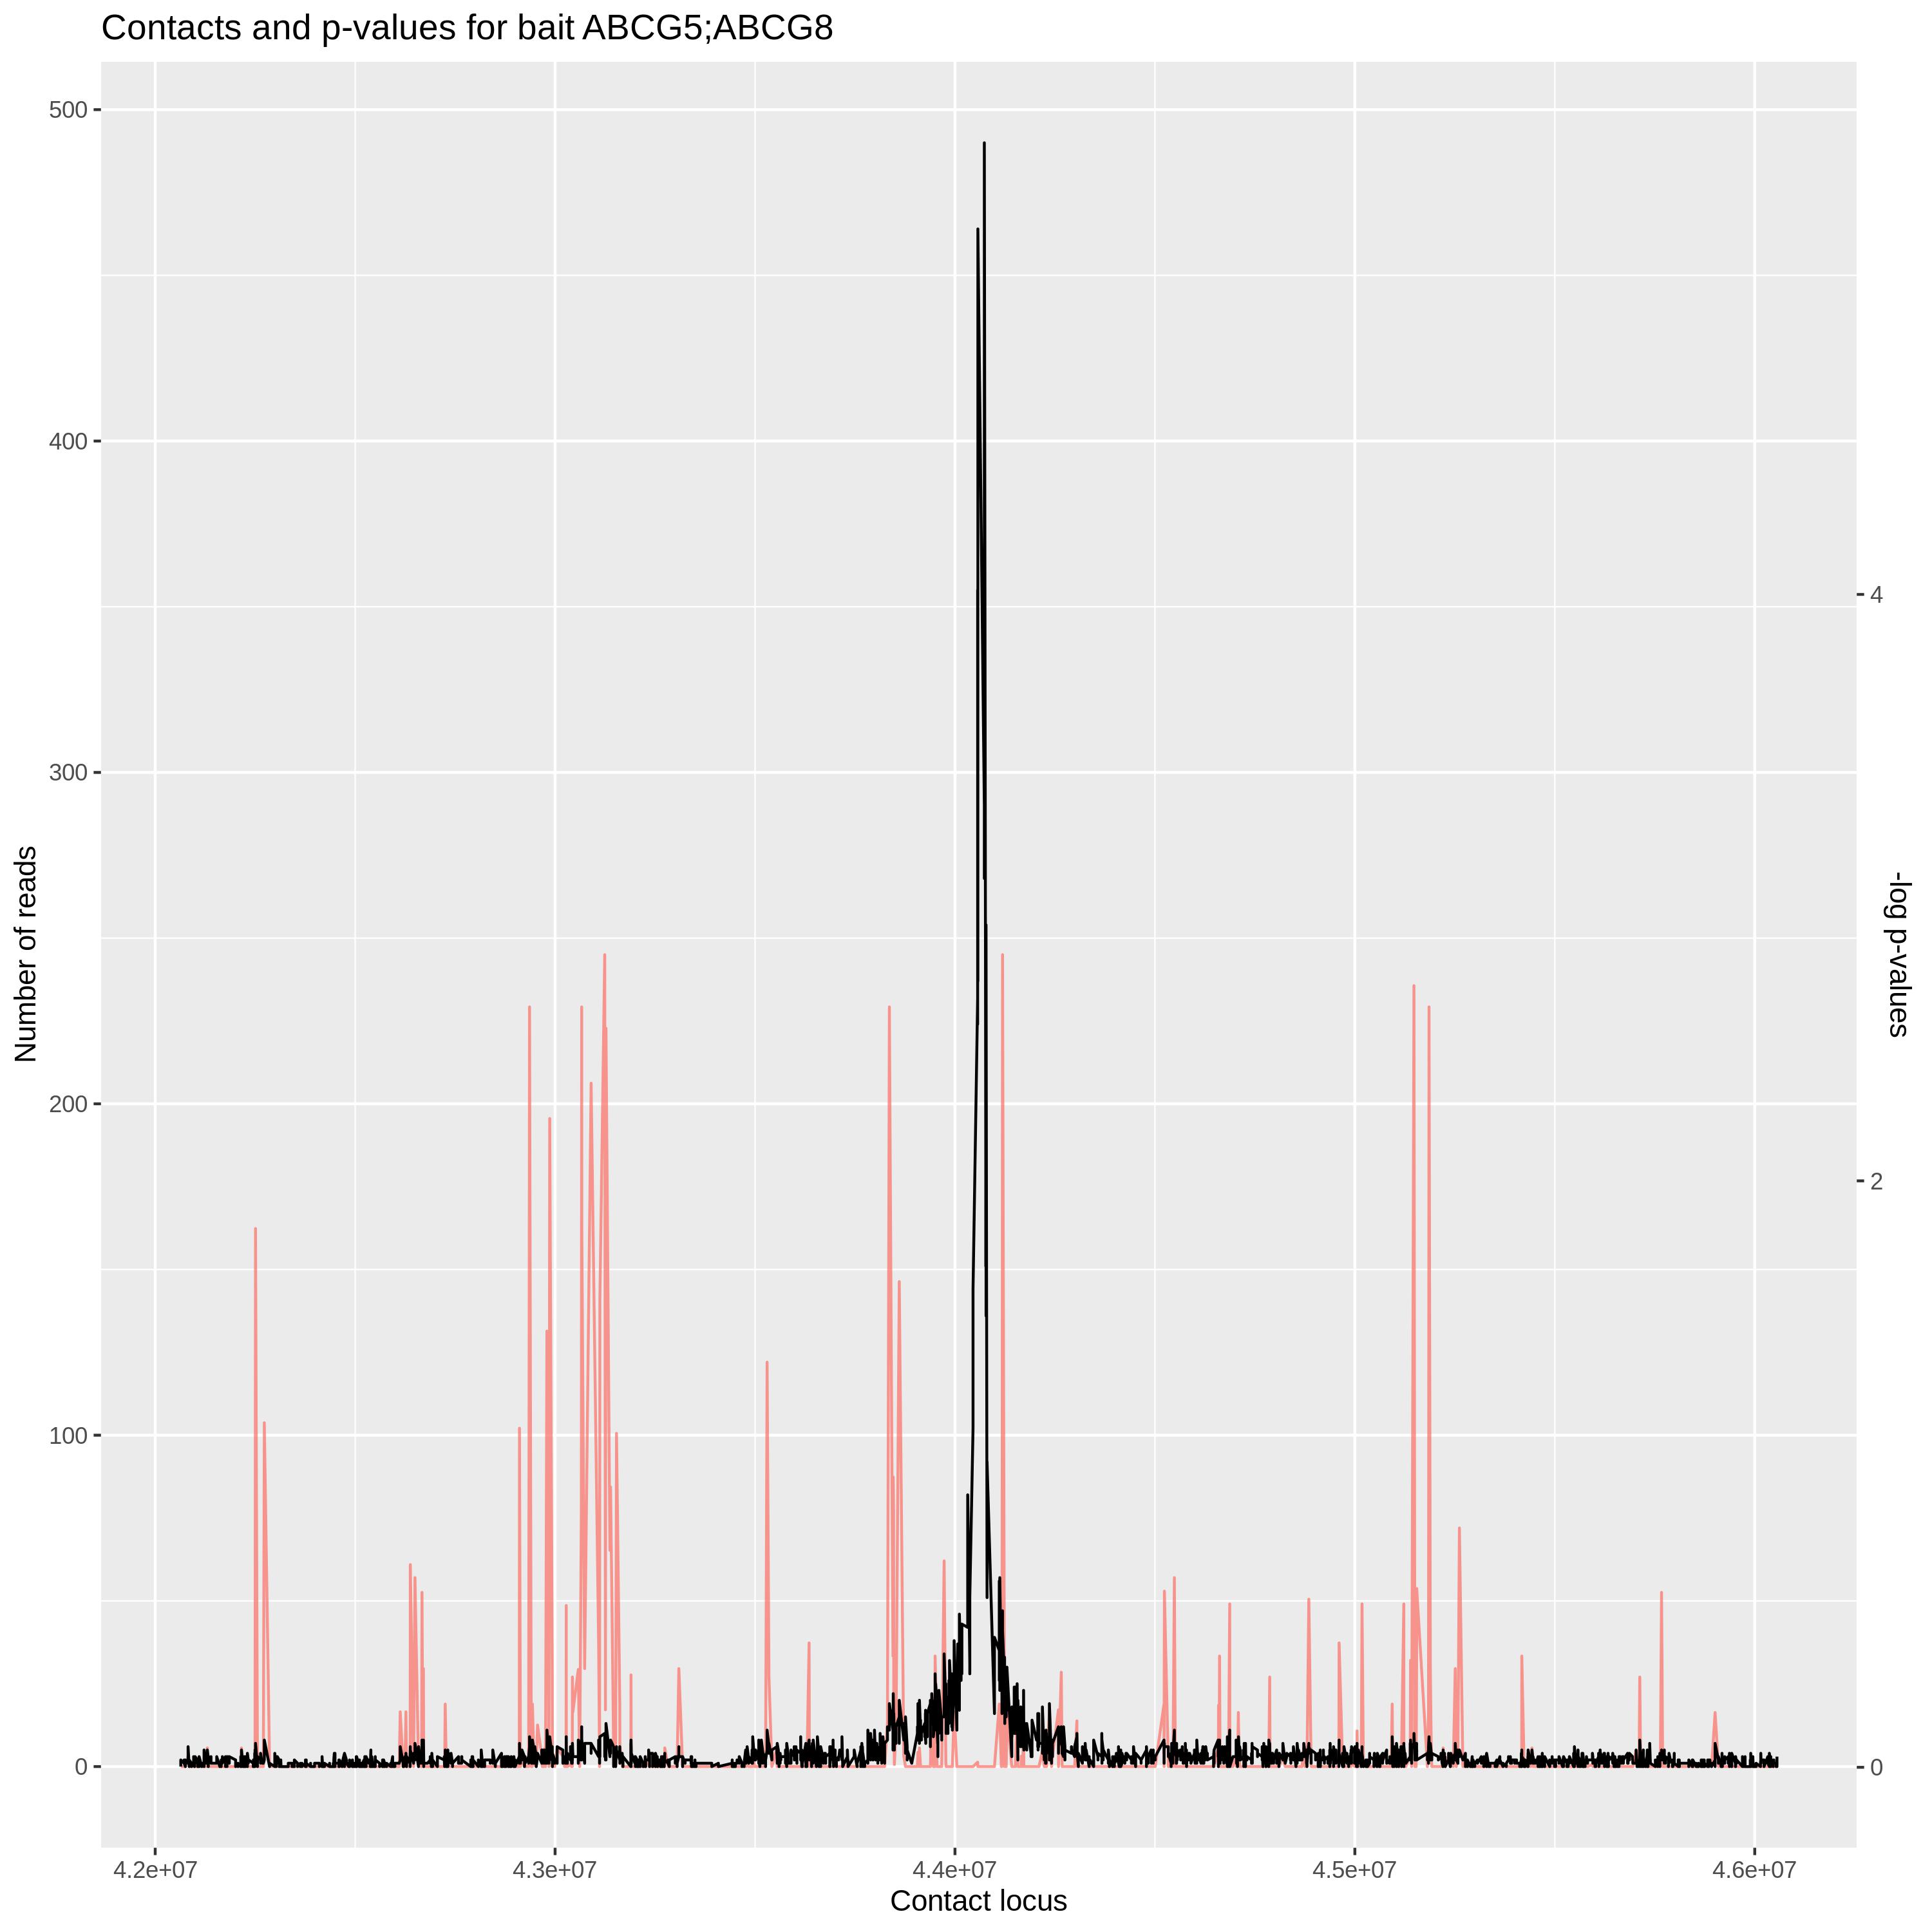 Contacts and p-values for bait ABCG5;ABCG8
500
400
300
200
100
0
Number of reads
4
2
0
-log p-values
4.2e+07
4.3e+07
4.4e+07
4.5e+07
4.6e+07
Contact locus